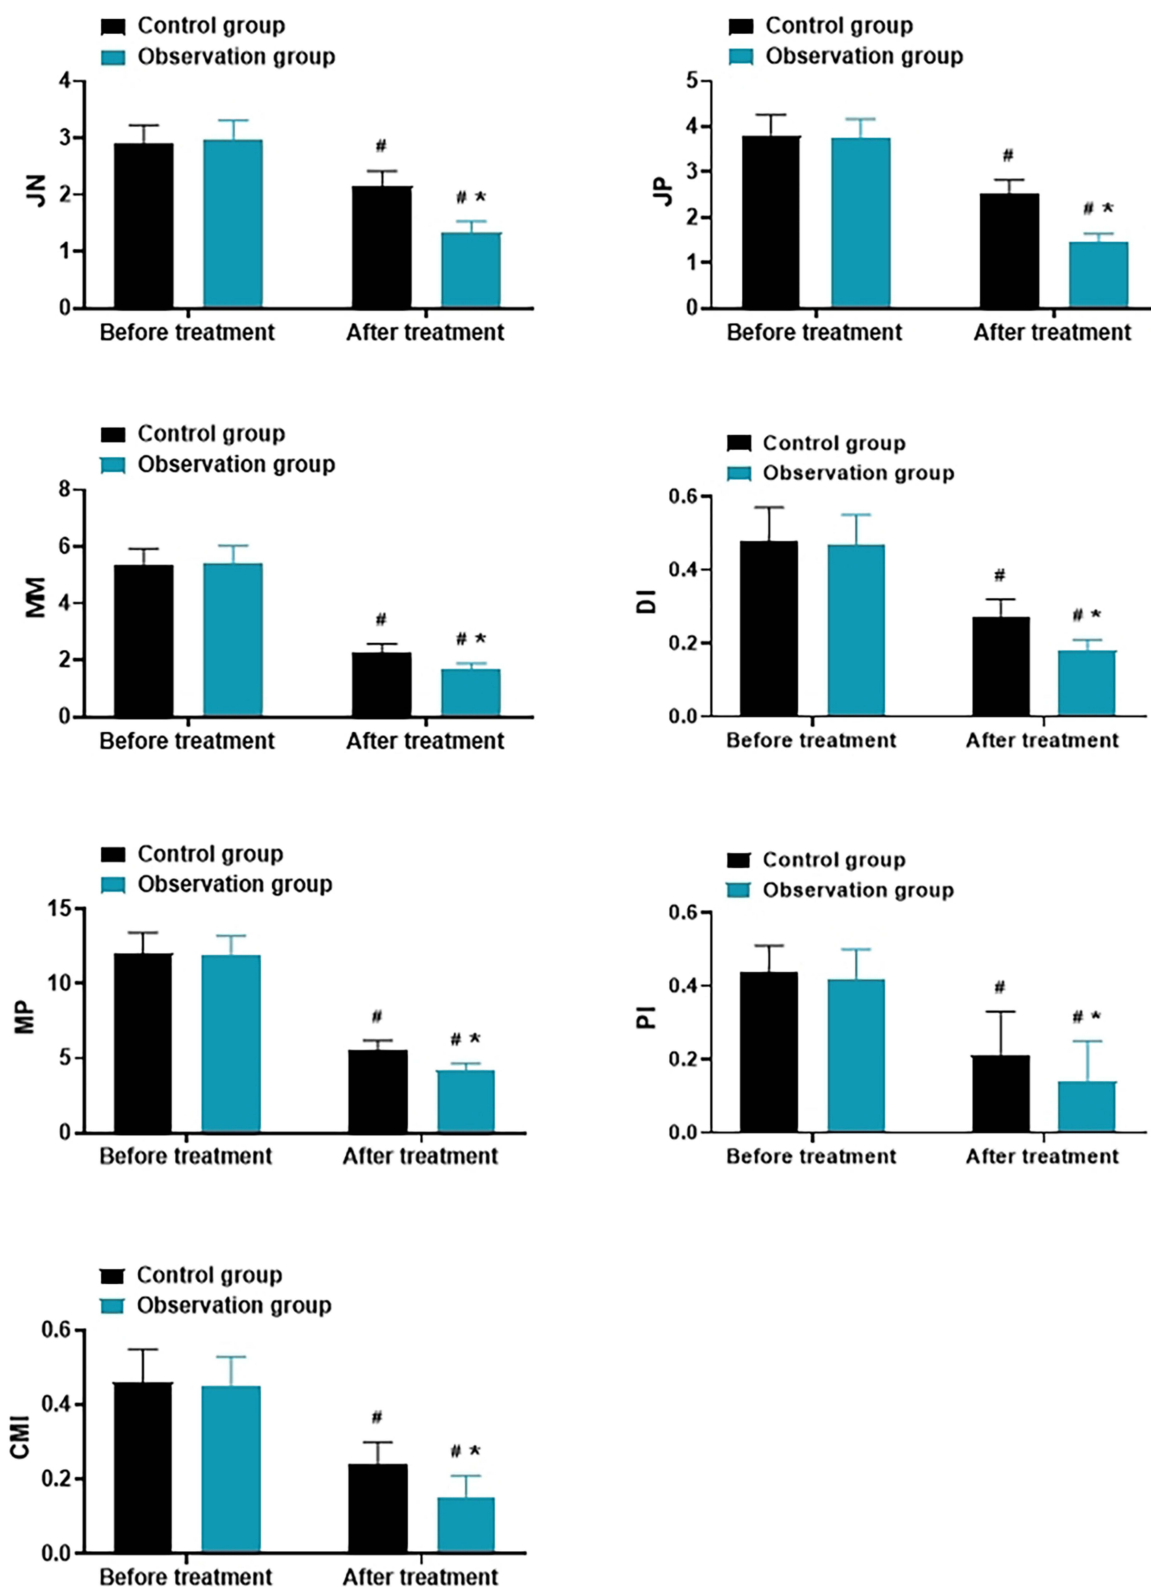 Control group
Observation group
4
3
2
1
0
JN
#
# *
Before treatment
After treatment
Control group
Observation group
5
4
3
2
1
0
JP
#
# *
Before treatment
After treatment
Control group
Observation group
8
6
4
2
0
MM
#
# *
Before treatment
After treatment
Control group
Observation group
0.6
0.4
0.2
0.0
DI
#
# *
Before treatment
After treatment
Control group
Observation group
15
10
5
0
MP
#
# *
Before treatment
After treatment
Control group
Observation group
0.6
0.4
0.2
0.0
PI
#
# *
Before treatment
After treatment
Control group
Observation group
0.6
0.4
0.2
0.0
CMI
#
# *
Before treatment
After treatment